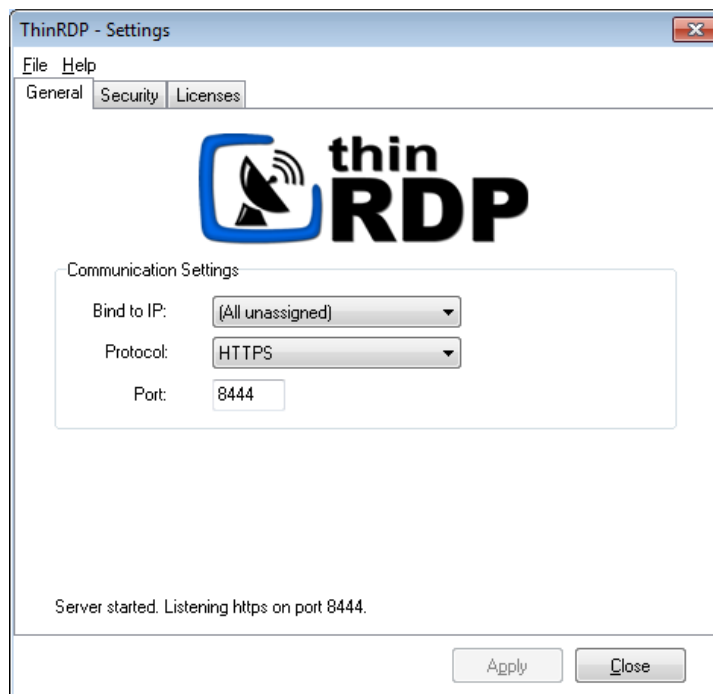 ThinRDP - Settings
File Help
General Security Licenses
thin
RDP
Communication Settings
Bind to IP: (All unassigned)
Protocol: HTTPS
Port: 8444
Server started. Listening https on port 8444.
Apply Close